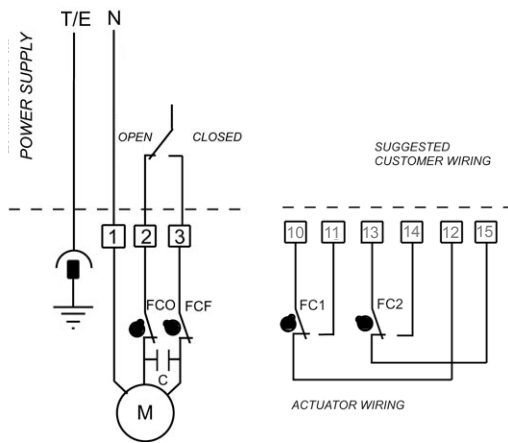 T/E N
POWER SUPPLY
OPEN CLOSED
SUGGESTED
CUSTOMER WIRING
1 2 3
10 11 13 14 12 15
FCO FCF
FC1 FC2
C
M
ACTUATOR WIRING